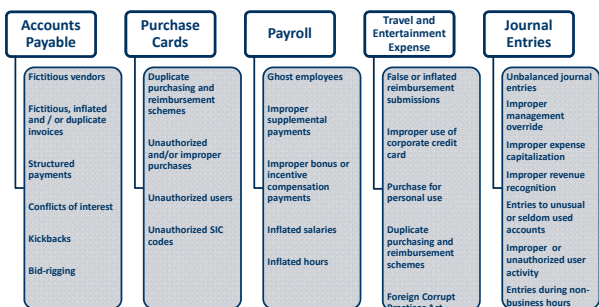 Accounts
Payable
Fictitious vendors
Fictitious, inflated
and / or duplicate
invoices
Structured
payments
Conflicts of interest
Kickbacks
Bid-rigging
Purchase
Cards
Duplicate
purchasing and
reimbursement
schemes
Unauthorized
and/or improper
purchases
Unauthorized users
Unauthorized SIC
codes
Payroll
Ghost employees
Improper
supplemental
payments
Improper bonus or
incentive
compensation
payments
Inflated salaries
Inflated hours
Travel and
Entertainment
Expense
False or inflated
reimbursement
submissions
Improper use of
corporate credit
card
Purchase for
personal use
Duplicate
purchasing and
reimbursement
schemes
Foreign Corrupt
Practices Act
Journal
Entries
Unbalanced journal
entries
Improper
management
override
Improper expense
capitalization
Improper revenue
recognition
Entries to unusual
or seldom used
accounts
Improper or
unauthorized user
activity
Entries during non-
business hours